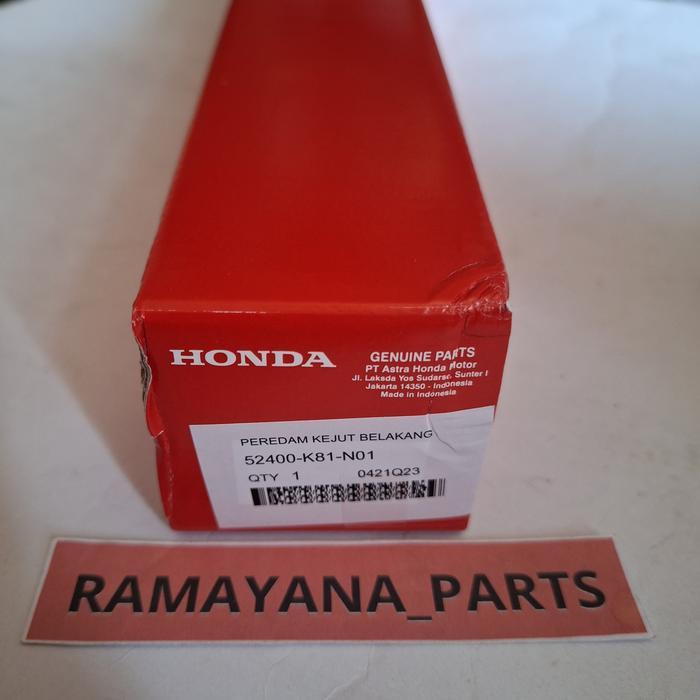 HONDA
GENUINE PARTS
PT Astra Honda Motor
Jl. Laksda Yos Sudarso, Sunter I
Jakarta 14350 - Indonesia
Made in Indonesia
PEREDAM KEJUT BELAKANG
52400-K81-N01
QTY 1 0421Q23
RAMAYANA_PARTS